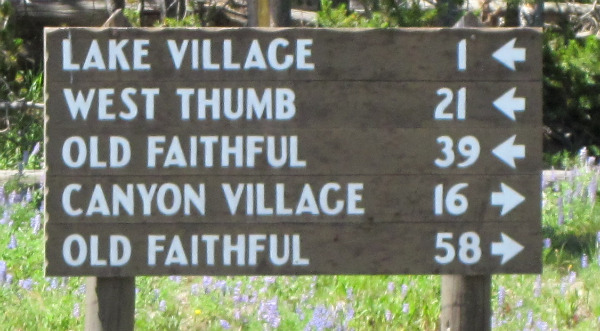 LAKE VILLAGE 1 ←
WEST THUMB 21 ←
OLD FAITHFUL 39 ←
CANYON VILLAGE 16 →
OLD FAITHFUL 58 →